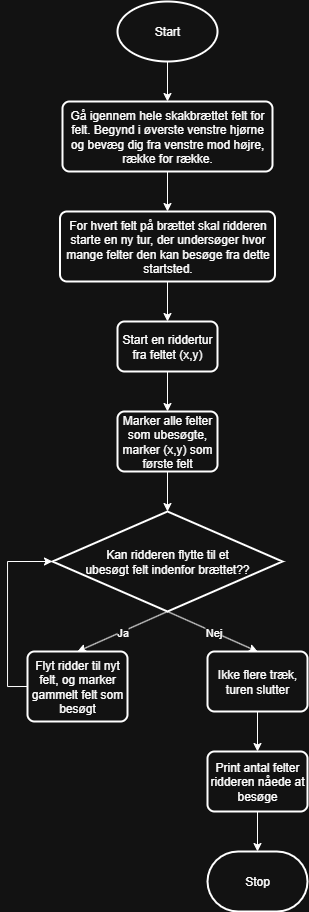 Start
Gå igennem hele skakbrættet felt for
felt. Begynd i øverste venstre hjørne
og bevæg dig fra venstre mod højre,
række for række.
For hvert felt på brættet skal ridderen
starte en ny tur, der undersøger hvor
mange felter den kan besøge fra dette
startsted.
Start en riddertur
fra feltet (x,y)
Marker alle felter
som ubesøgte,
marker (x,y) som
første felt
Kan ridderen flytte til et
ubesøgt felt indenfor brættet??
Ja
Nej
Flyt ridder til nyt
felt, og marker
gammelt felt som
besøgt
Ikke flere træk,
turen slutter
Print antal felter
ridderen nåede at
besøge
Stop